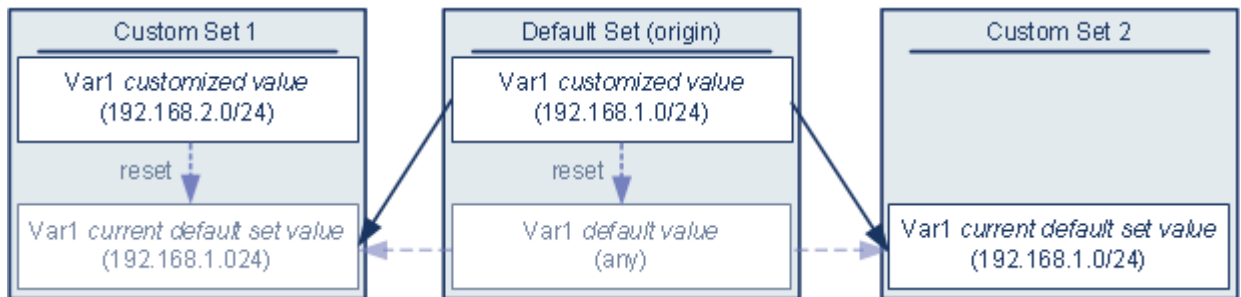 Custom Set 1
Var1 customized value
(192.168.2.0/24)
reset
Var1 current default set value
(192.168.1.024)
Default Set (origin)
Var1 customized value
(192.168.1.0/24)
reset
Var1 default value
(any)
Custom Set 2
Var1 current default set value
(192.168.1.0/24)